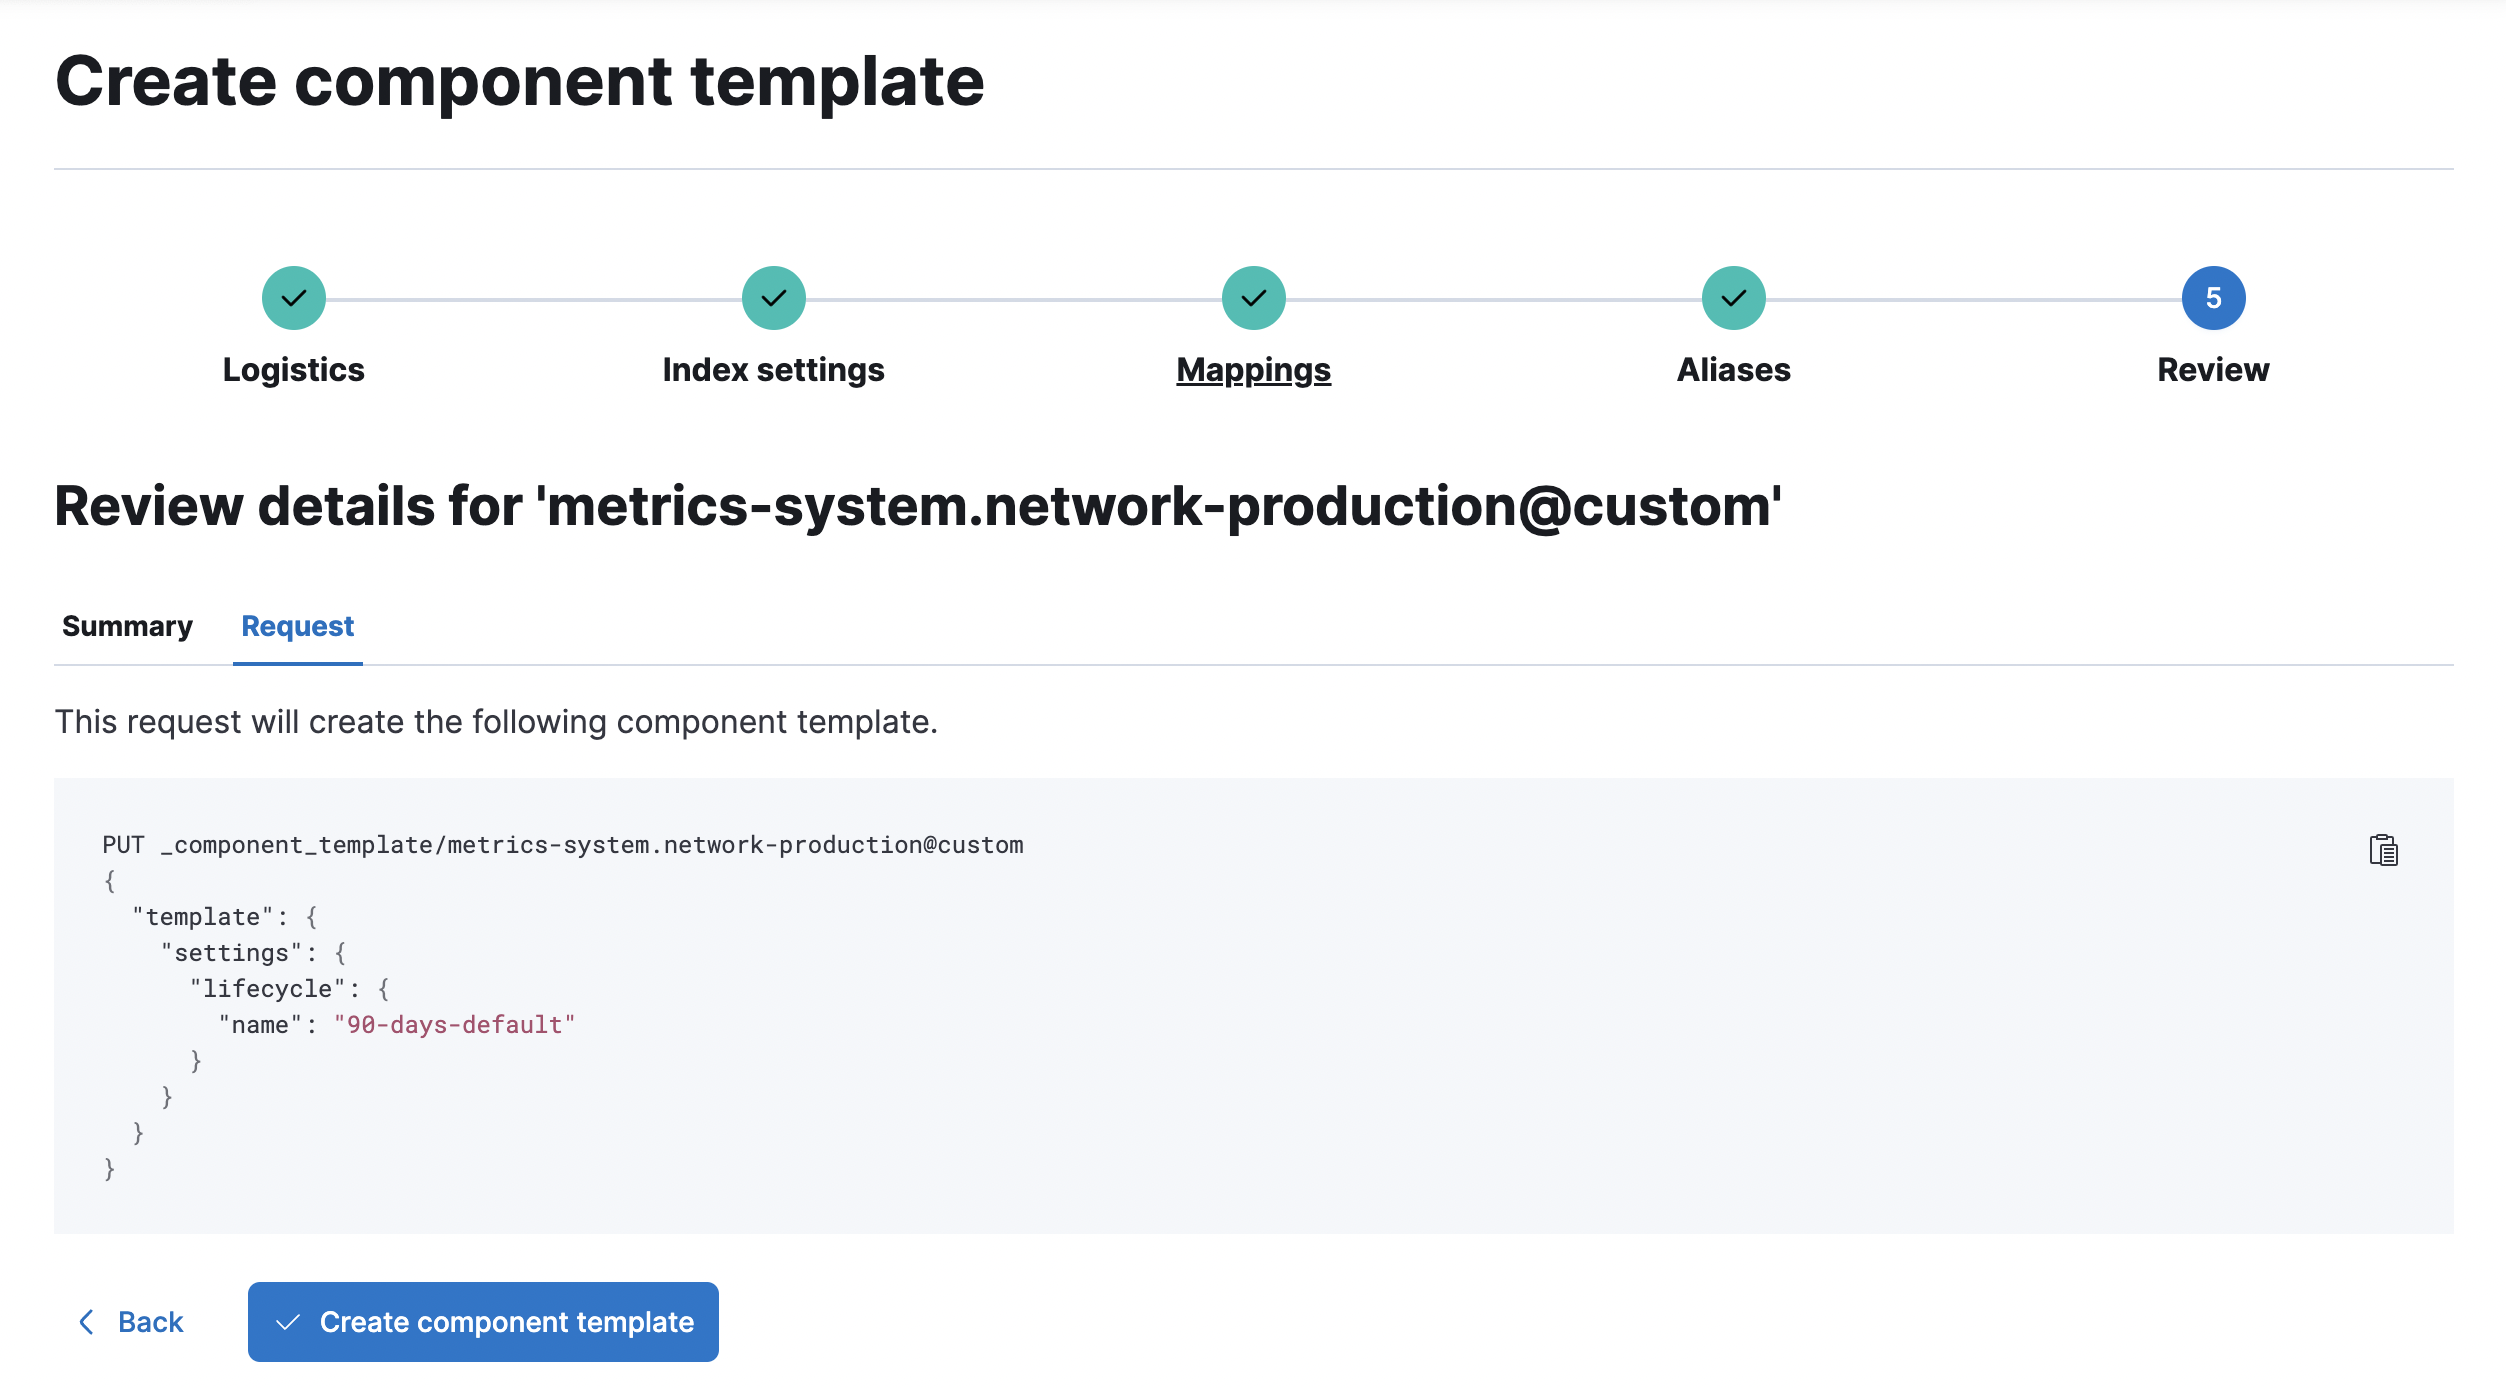 Create component template
Logistics
Index settings
Mappings
Aliases
5
Review
Review details for 'metrics-system.network-production@custom'
Summary
Request
This request will create the following component template.
PUT _component_template/metrics-system.network-production@custom
{
  "template": {
    "settings": {
      "lifecycle": {
        "name": "90-days-default"
      }
    }
  }
}
Back
Create component template